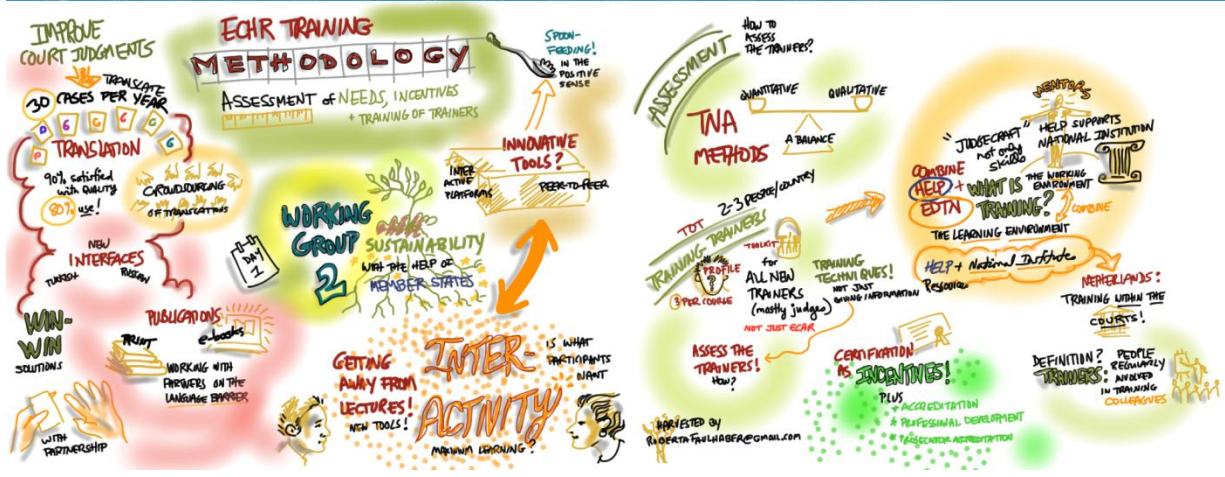 IMPROVE
COURT JUDGMENTS
TRANSLATE
30 CASES PER YEAR
TRANSLATION
90% satisfied
with QUALITY
80% use!
CROWDSOURCING
OF TRANSLATIONS
NEW
INTERFACES
TURKISH
RUSSIAN
WIN-
WIN
SOLUTIONS
WITH
PARTNERSHIP
PUBLICATIONS
PRINT
e-books
WORKING WITH
PARTNERS ON THE
LANGUAGE BARRIER
ECHR TRAINING
METHODOLOGY
ASSESSMENT of NEEDS, INCENTIVES
+ TRAINING OF TRAINERS
SPOON-
FEEDING!
IN THE
POSITIVE
SENSE
INNOVATIVE
TOOLS?
INTER
ACTIVE
PLATFORMS
PEER-TO-PEER
DAY
1
WORKING
GROUP
2
SUSTAINABILITY
WITH THE HELP OF
MEMBER STATES
GETTING
AWAY FROM
LECTURES!
NEW TOOLS!
INTER-
ACTIVITY
IS WHAT
PARTICIPANTS
WANT
MAXIMUM LEARNING?
ASSESSMENT
HOW TO
ASSESS
THE TRAINERS?
TNA
METHODS
QUANTITATIVE
QUALITATIVE
A BALANCE
TOT
2-3 PEOPLE/COUNTRY
TRAINING-TRAINERS
PROFILE
?
3 PER COURSE
TOOLKIT
for
ALL NEW
TRAINERS
(mostly judges)
NOT JUST ECHR
TRAINING
TECHNIQUES!
NOT JUST
GIVING INFORMATION
ASSESS THE
TRAINERS!
HOW?
HARVESTED BY
ROBERTAFAULHABER@GMAIL.COM
CERTIFICATION
AS INCENTIVES!
PLUS
+ ACCREDITATION
* PROFESSIONAL DEVELOPMENT
* PROSECUTOR ACREDITATION
MENTORS
"JUDGECRAFT"
not only
skills
HELP SUPPORTS
NATIONAL INSTITUTION
COMBINE
HELP +
EDTN
WHAT IS
TRAINING?
THE WORKING
ENVIRONMENT
COMBINE
THE LEARNING ENVIRONMENT
HELP + National Institute
Resource
NETHERLANDS:
TRAINING WITHIN THE
COURTS!
DEFINITION?
TRAINERS:
PEOPLE
REGULARLY
INVOLVED
IN TRAINING
COLLEAGUES